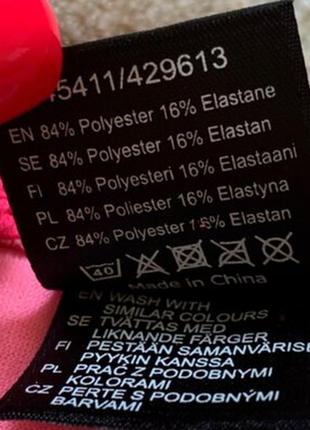 45411/429613
EN 84% Polyester 16% Elastane
SE 84% Polyester 16% Elastan
FI 84% Polyesteri 16% Elastaani
PL 84% Poliester 16% Elastyna
CZ 84% Polyester 16% Elastan
40
Made in China
EN WASH WITH
SIMILAR COLOURS
SE TVÄTTAS MED
LIKNANDE FÄRGER
FI PESTÄÄN SAMANVÄRISE
PYYKIN KANSSA
PL PRAĆ Z PODOBNYMI
KOLORAMI
CZ PERTE S PODOBNÝMI
BARVAMI